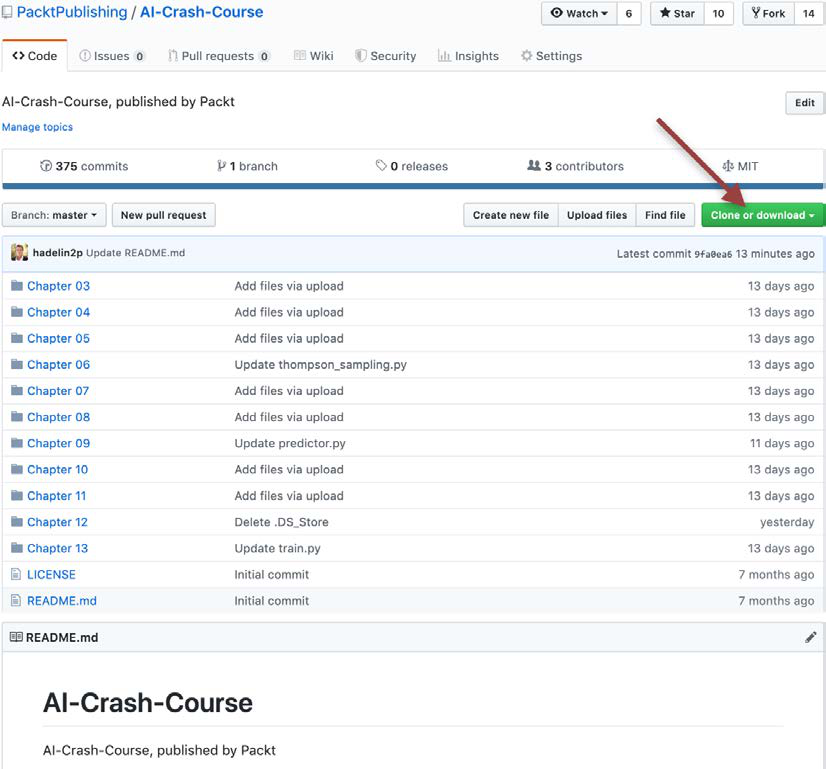 PacktPublishing / AI-Crash-Course Watch 6 Star 10 Fork 14
Code Issues 0 Pull requests 0 Wiki Security Insights Settings
AI-Crash-Course, published by Packt Edit
Manage topics
375 commits 1 branch 0 releases 3 contributors MIT
Branch: master New pull request Create new file Upload files Find file Clone or download
hadelin2p Update README.md Latest commit 9fa0ea6 13 minutes ago
Chapter 03 Add files via upload 13 days ago
Chapter 04 Add files via upload 13 days ago
Chapter 05 Add files via upload 13 days ago
Chapter 06 Update thompson_sampling.py 13 days ago
Chapter 07 Add files via upload 13 days ago
Chapter 08 Add files via upload 13 days ago
Chapter 09 Update predictor.py 11 days ago
Chapter 10 Add files via upload 13 days ago
Chapter 11 Add files via upload 13 days ago
Chapter 12 Delete .DS_Store yesterday
Chapter 13 Update train.py 13 days ago
LICENSE Initial commit 7 months ago
README.md Initial commit 7 months ago
README.md
AI-Crash-Course
AI-Crash-Course, published by Packt